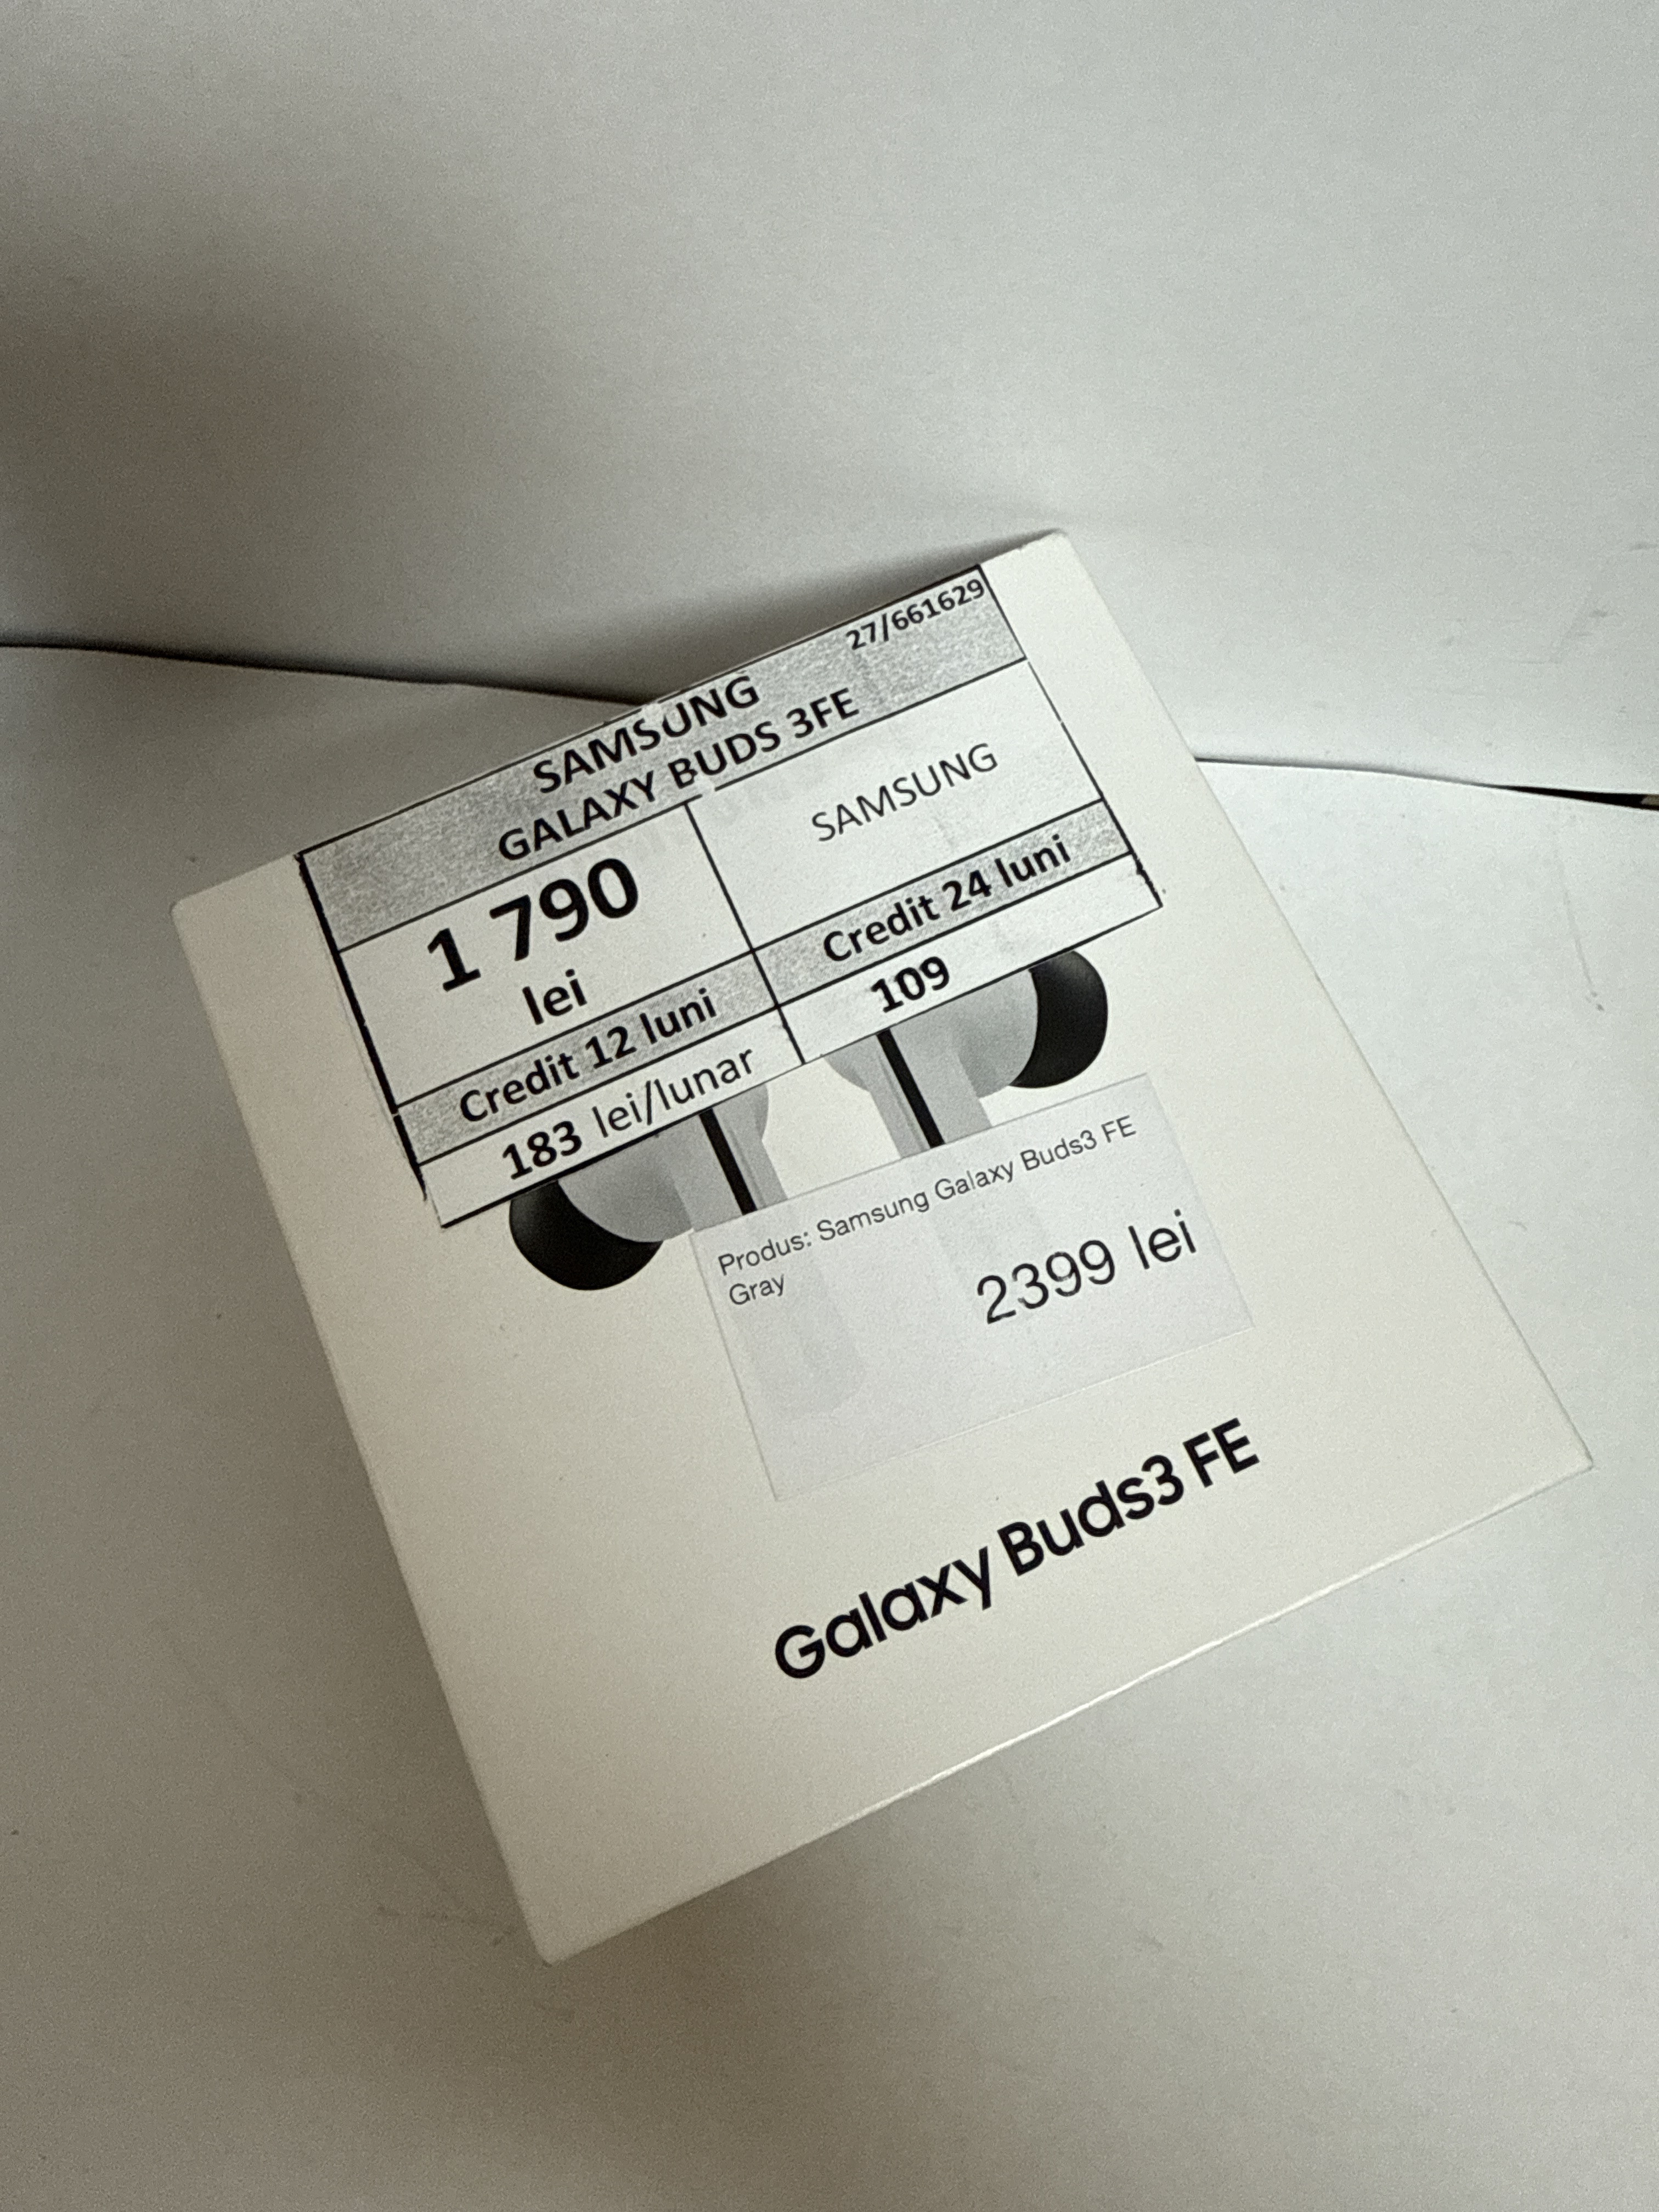 27/661629
SAMSUNG
GALAXY BUDS 3FE
1 790
lei
SAMSUNG
Credit 12 luni
Credit 24 luni
183 lei/lunar
109
Produs: Samsung Galaxy Buds3 FE
Gray
2399 lei
Galaxy Buds3 FE